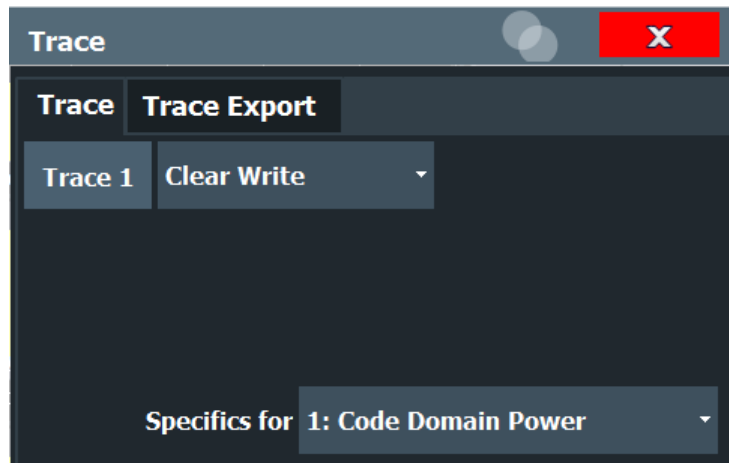 Trace
X
Trace Trace Export
Trace 1 Clear Write
Specifics for 1: Code Domain Power